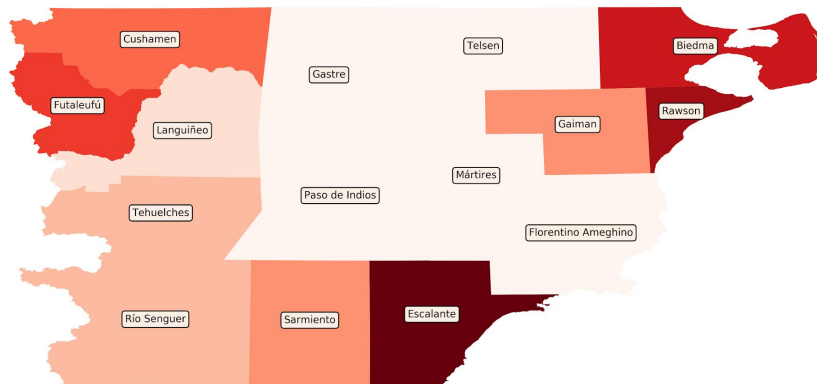 Cushamen
Telsen
Biedma
Gastre
Futaleufú
Rawson
Gaiman
Languiñeo
Mártires
Paso de Indios
Tehuelches
Florentino Ameghino
Escalante
Río Senguer
Sarmiento